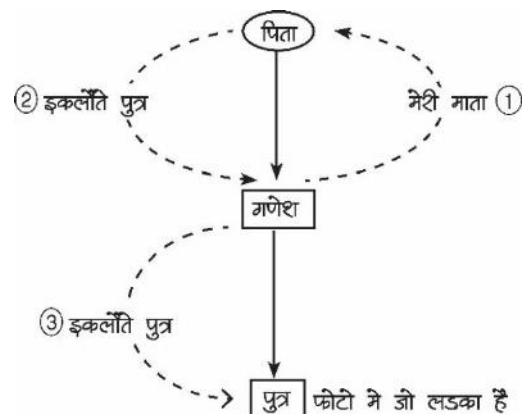 पिता
② इकलौति पुत्र
मेरी माता ①
गणेश
③ इकलौति पुत्र
पुत्र फोटो मे जो लडका है